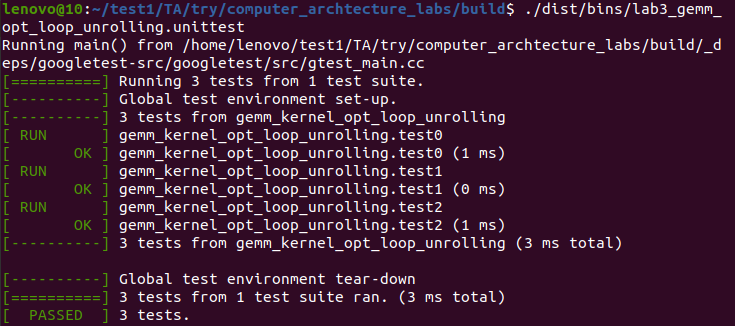 lenovo@10:~/test1/TA/try/computer_archtecture_labs/build$ ./dist/bins/lab3_gemm_
opt_loop_unrolling.unittest
Running main() from /home/lenovo/test1/TA/try/computer_archtecture_labs/build/_d
eps/googletest-src/googletest/src/gtest_main.cc
[==========] Running 3 tests from 1 test suite.
[----------] Global test environment set-up.
[----------] 3 tests from gemm_kernel_opt_loop_unrolling
[ RUN      ] gemm_kernel_opt_loop_unrolling.test0
[       OK ] gemm_kernel_opt_loop_unrolling.test0 (1 ms)
[ RUN      ] gemm_kernel_opt_loop_unrolling.test1
[       OK ] gemm_kernel_opt_loop_unrolling.test1 (0 ms)
[ RUN      ] gemm_kernel_opt_loop_unrolling.test2
[       OK ] gemm_kernel_opt_loop_unrolling.test2 (1 ms)
[----------] 3 tests from gemm_kernel_opt_loop_unrolling (3 ms total)

[----------] Global test environment tear-down
[==========] 3 tests from 1 test suite ran. (3 ms total)
[  PASSED  ] 3 tests.